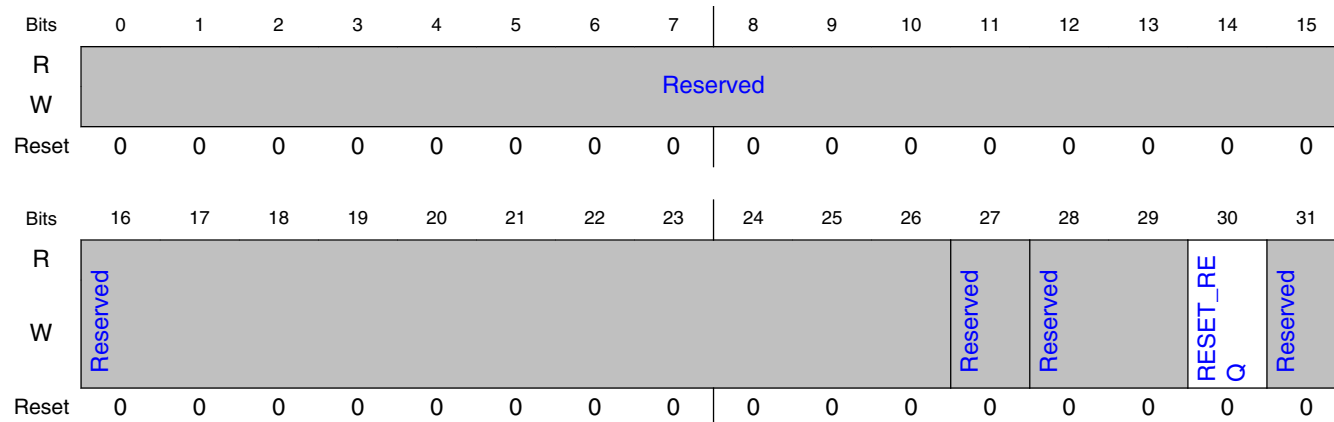 Bits 0 1 2 3 4 5 6 7 8 9 10 11 12 13 14 15
R
Reserved
W
Reset 0 0 0 0 0 0 0 0 0 0 0 0 0 0 0 0
Bits 16 17 18 19 20 21 22 23 24 25 26 27 28 29 30 31
R
W
Reserved
Reserved
Reserved
RESET_RE
Q
Reserved
Reset 0 0 0 0 0 0 0 0 0 0 0 0 0 0 0 0